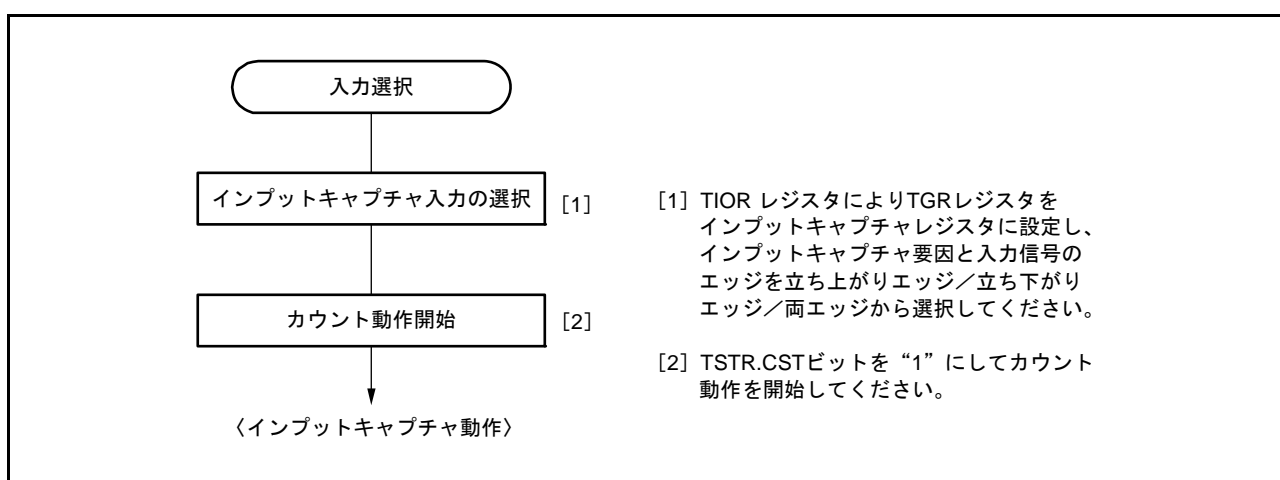 入力選択
インプットキャプチャ入力の選択 [1]
カウント動作開始 [2]
〈インプットキャプチャ動作〉
[1] TIOR レジスタによりTGRレジスタを
インプットキャプチャレジスタに設定し、
インプットキャプチャ要因と入力信号の
エッジを立ち上がりエッジ／立ち下がり
エッジ／両エッジから選択してください。
[2] TSTR.CSTビットを“1”にしてカウント
動作を開始してください。